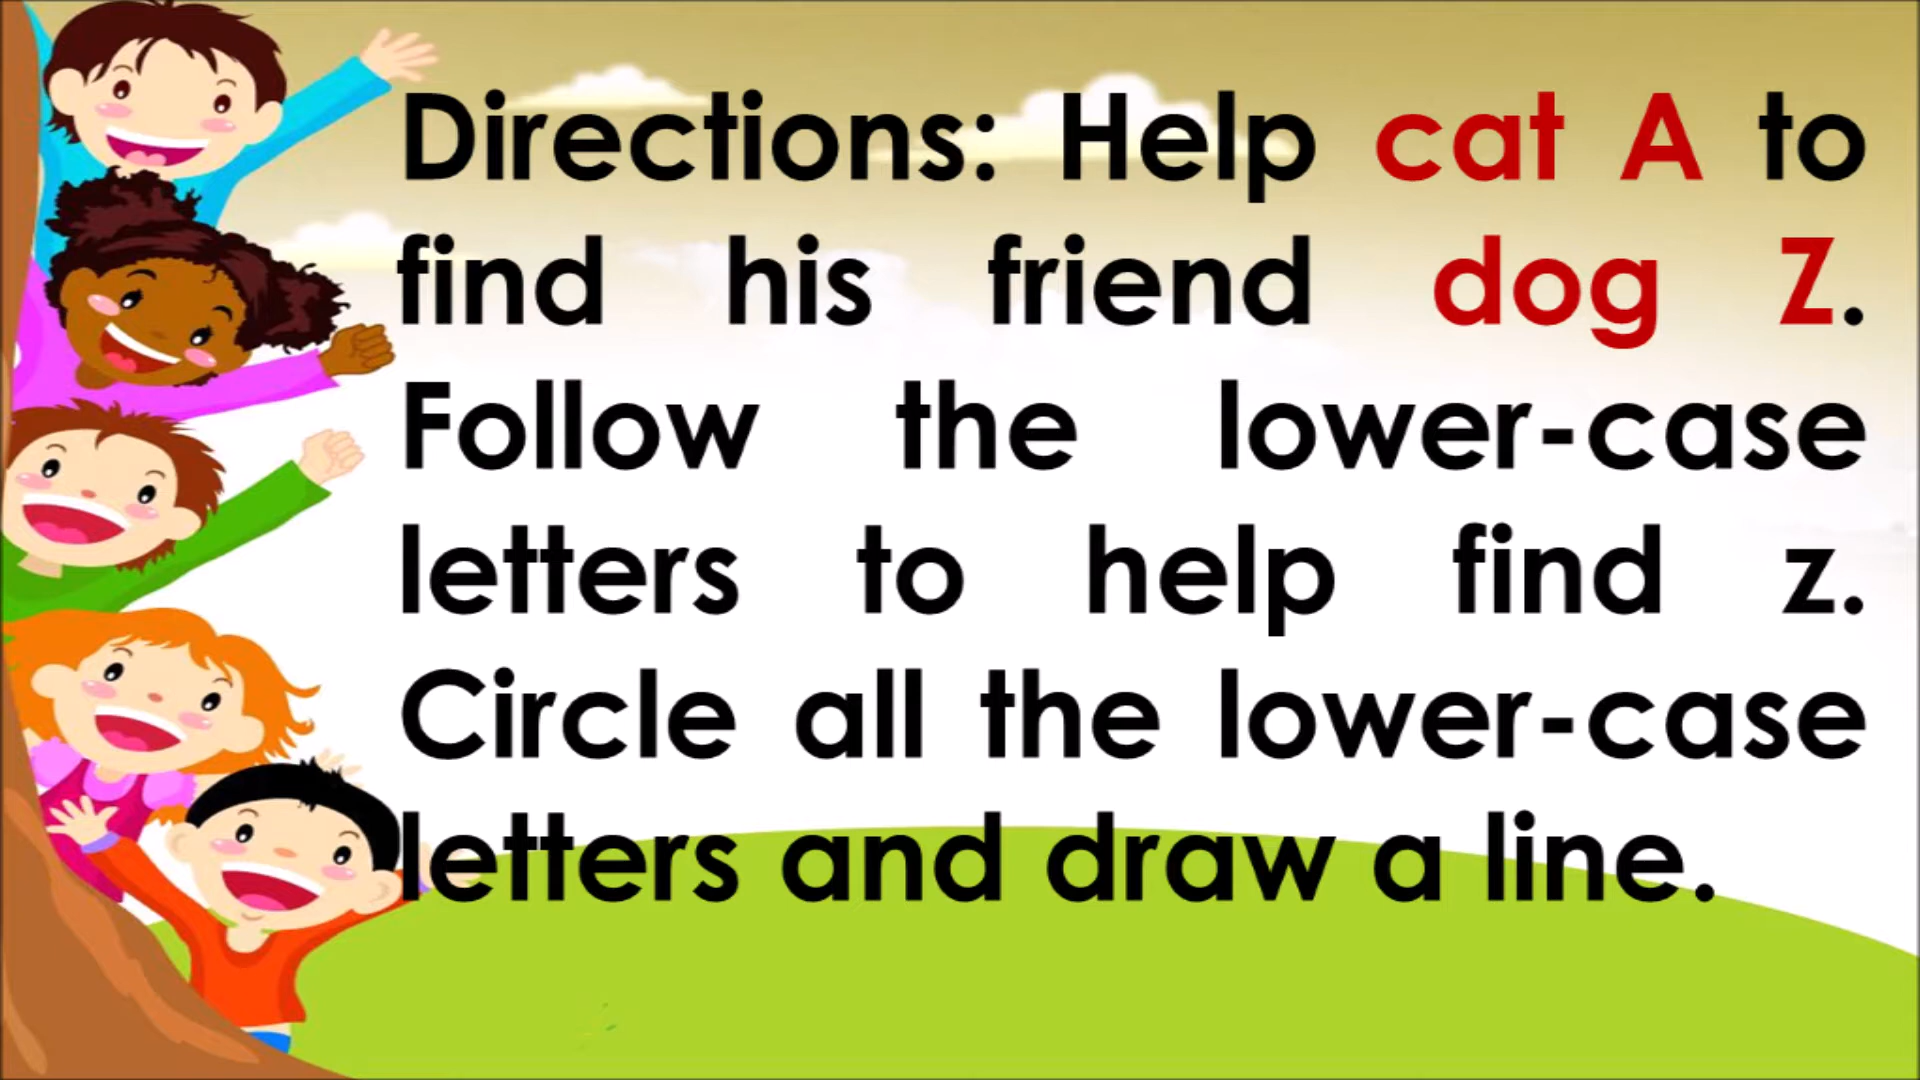 Directions: Help cat A to
find his friend dog Z.
Follow the lower-case
letters to help find z.
Circle all the lower-case
letters and draw a line.